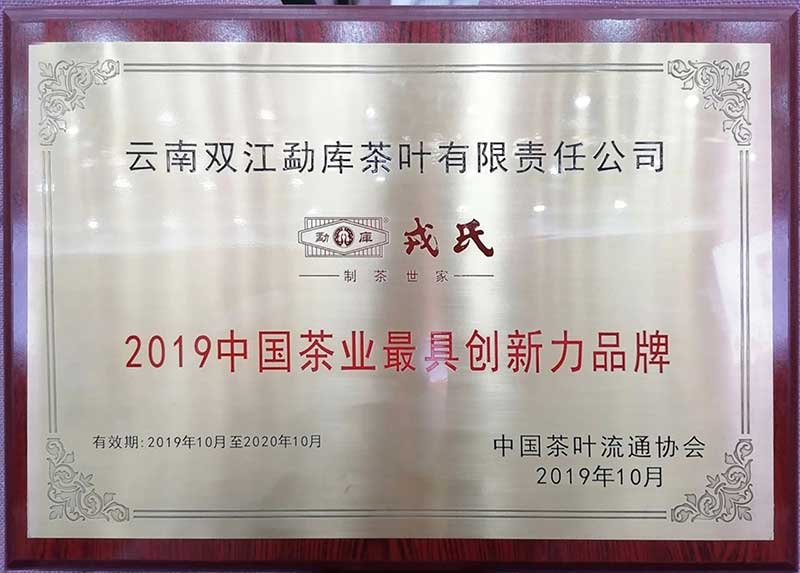 云南双江勐库茶叶有限责任公司
勐 库® 戎氏
制茶世家
2019中国茶业最具创新力品牌
有效期:2019年10月至2020年10月
中国茶叶流通协会
2019年10月